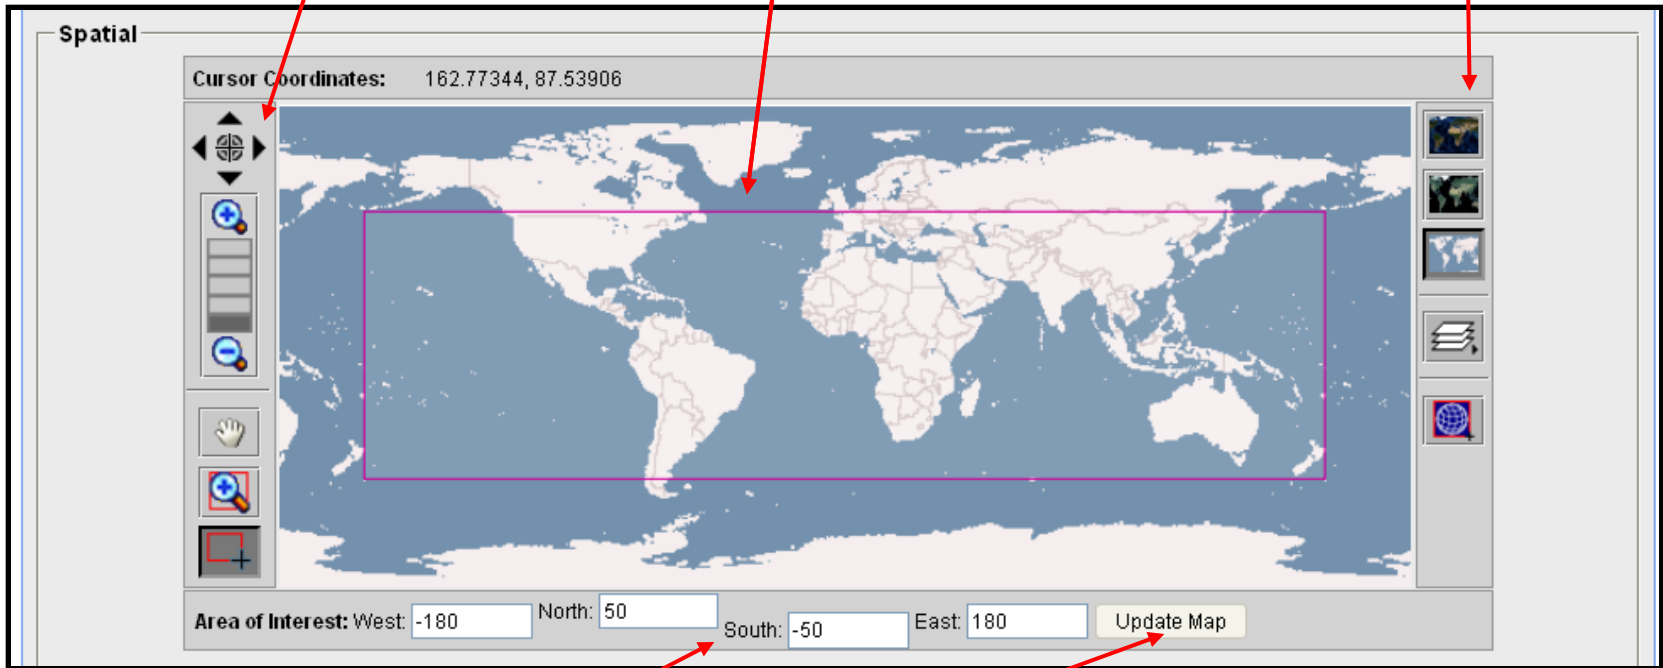 Spatial
Cursor Coordinates: 162.77344, 87.53906
Area of Interest: West: -180 North: 50 South: -50 East: 180 Update Map